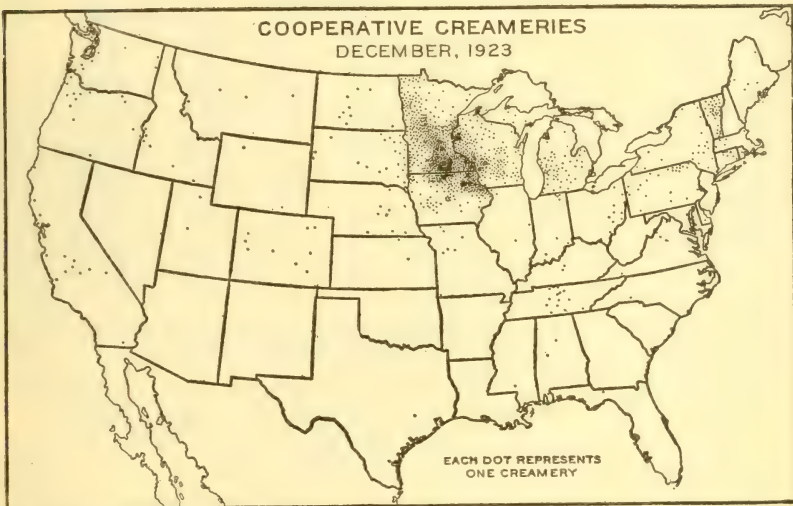 COOPERATIVE CREAMERIES
DECEMBER, 1923
EACH DOT REPRESENTS
ONE CREAMERY